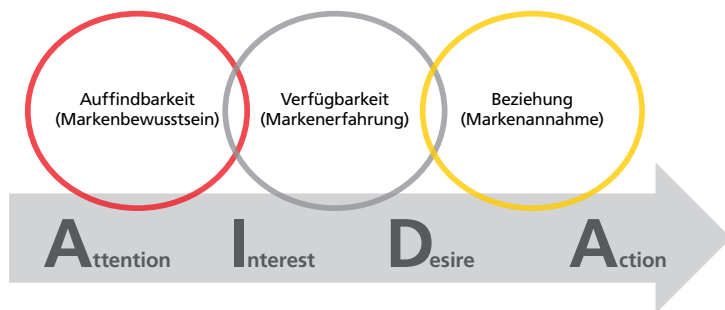 Auffindbarkeit
(Markenbewusstsein)
Verfügbarkeit
(Markenerfahrung)
Beziehung
(Markenannahme)
Attention Interest Desire Action